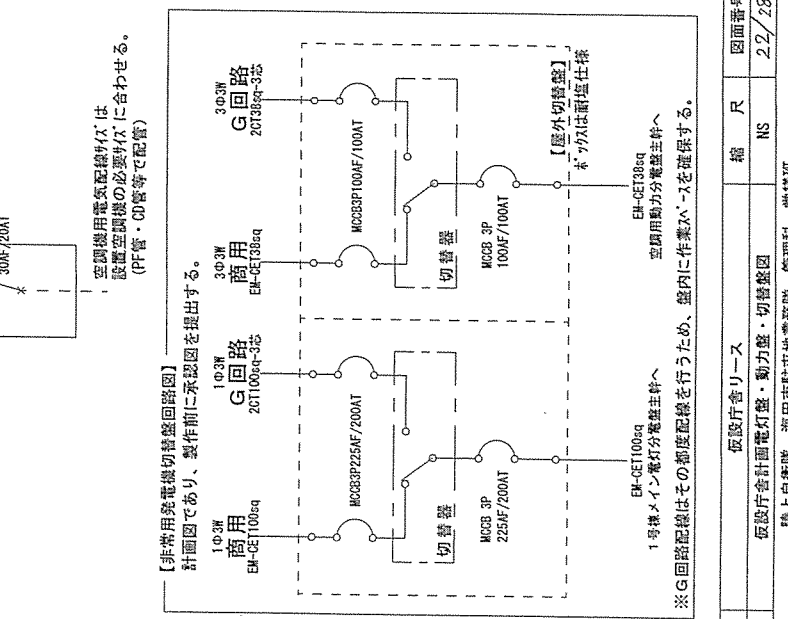 30AF/20AT
空調機用電気配線サイズは
設置空調機の必要サイズに合わせる。
(PF管・CD管等で配管)
【非常用発電機切替盤回路図】
計画図であり、製作前に承認図を提出する。
1Φ3W
商用
EM-CET100sq
1Φ3W
G回路
2CT100sq-3芯
MCCB3P225AF/200AT
切替器
MCCB 3P
225AF/200AT
EM-CET100sq
1号棟メイン電灯分電盤主幹へ
3Φ3W
商用
EM-CET38sq
3Φ3W
G回路
2CT38sq-3芯
MCCB3P100AF/100AT
切替器
MCCB 3P
100AF/100AT
【屋外切替盤】
ボックスは耐塩仕様
EM-CET38sq
空調用動力分電盤主幹へ
※G回路配線はその都度配線を行うため、盤内に作業スペースを確保する。
仮設庁舎リース
縮尺
図面番号
仮設庁舎計画電灯盤・動力盤・切替盤図
NS
22/28